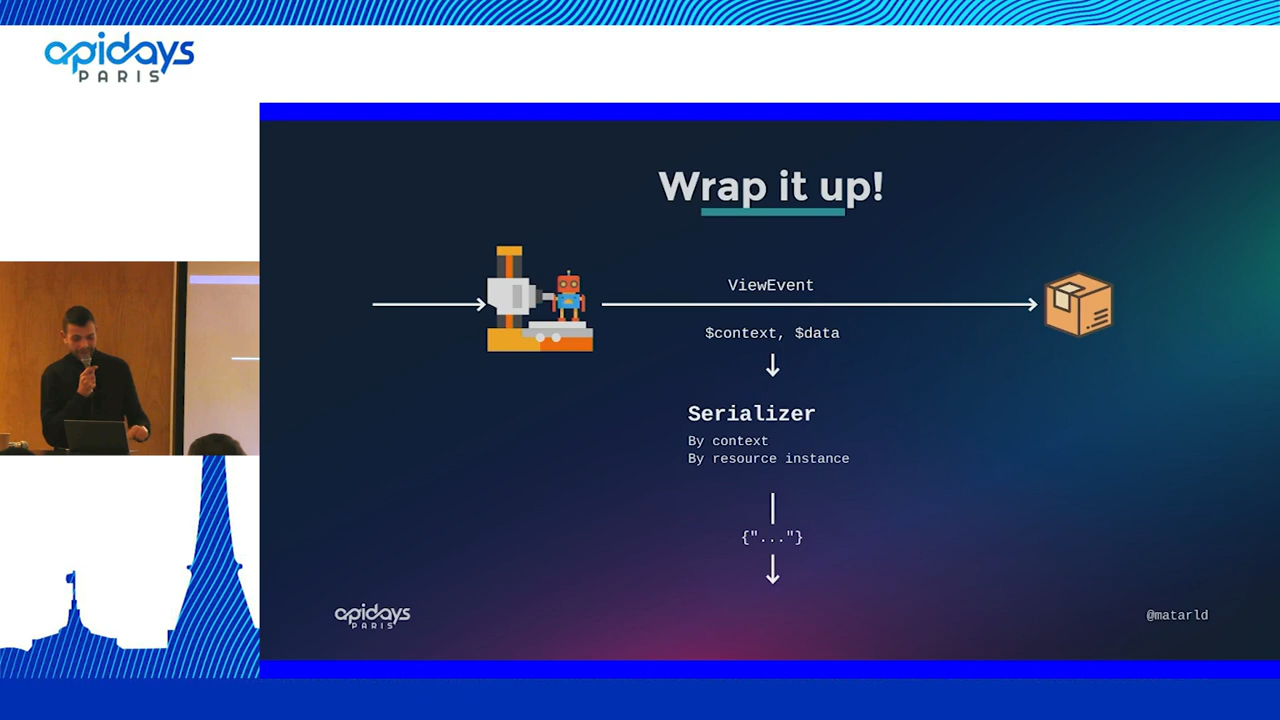 apidays
PARIS
Wrap it up!
ViewEvent
$context, $data
Serializer
By context
By resource instance
{"..."}
apidays
PARIS
@matarld